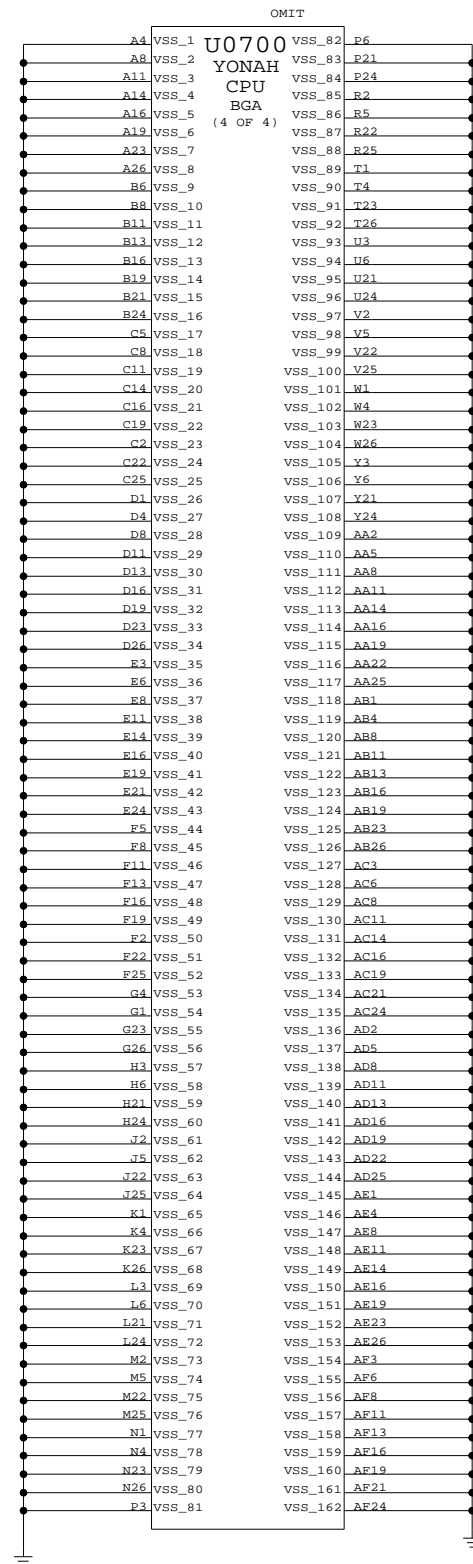 OMIT
U0700
YONAH
CPU
BGA
(4 OF 4)
A4 VSS_1 VSS_82 P6
A8 VSS_2 VSS_83 P21
A11 VSS_3 VSS_84 P24
A14 VSS_4 VSS_85 R2
A16 VSS_5 VSS_86 R5
A19 VSS_6 VSS_87 R22
A23 VSS_7 VSS_88 R25
A26 VSS_8 VSS_89 T1
B6 VSS_9 VSS_90 T4
B8 VSS_10 VSS_91 T23
B11 VSS_11 VSS_92 T26
B13 VSS_12 VSS_93 U3
B16 VSS_13 VSS_94 U6
B19 VSS_14 VSS_95 U21
B21 VSS_15 VSS_96 U24
B24 VSS_16 VSS_97 V2
C5 VSS_17 VSS_98 V5
C8 VSS_18 VSS_99 V22
C11 VSS_19 VSS_100 V25
C14 VSS_20 VSS_101 W1
C16 VSS_21 VSS_102 W4
C19 VSS_22 VSS_103 W23
C2 VSS_23 VSS_104 W26
C22 VSS_24 VSS_105 Y3
C25 VSS_25 VSS_106 Y6
D1 VSS_26 VSS_107 Y21
D4 VSS_27 VSS_108 Y24
D8 VSS_28 VSS_109 AA2
D11 VSS_29 VSS_110 AA5
D13 VSS_30 VSS_111 AA8
D16 VSS_31 VSS_112 AA11
D19 VSS_32 VSS_113 AA14
D23 VSS_33 VSS_114 AA16
D26 VSS_34 VSS_115 AA19
E3 VSS_35 VSS_116 AA22
E6 VSS_36 VSS_117 AA25
E8 VSS_37 VSS_118 AB1
E11 VSS_38 VSS_119 AB4
E14 VSS_39 VSS_120 AB8
E16 VSS_40 VSS_121 AB11
E19 VSS_41 VSS_122 AB13
E21 VSS_42 VSS_123 AB16
E24 VSS_43 VSS_124 AB19
F5 VSS_44 VSS_125 AB23
F8 VSS_45 VSS_126 AB26
F11 VSS_46 VSS_127 AC3
F13 VSS_47 VSS_128 AC6
F16 VSS_48 VSS_129 AC8
F19 VSS_49 VSS_130 AC11
F2 VSS_50 VSS_131 AC14
F22 VSS_51 VSS_132 AC16
F25 VSS_52 VSS_133 AC19
G4 VSS_53 VSS_134 AC21
G1 VSS_54 VSS_135 AC24
G23 VSS_55 VSS_136 AD2
G26 VSS_56 VSS_137 AD5
H3 VSS_57 VSS_138 AD8
H6 VSS_58 VSS_139 AD11
H21 VSS_59 VSS_140 AD13
H24 VSS_60 VSS_141 AD16
J2 VSS_61 VSS_142 AD19
J5 VSS_62 VSS_143 AD22
J22 VSS_63 VSS_144 AD25
J25 VSS_64 VSS_145 AE1
K1 VSS_65 VSS_146 AE4
K4 VSS_66 VSS_147 AE8
K23 VSS_67 VSS_148 AE11
K26 VSS_68 VSS_149 AE14
L3 VSS_69 VSS_150 AE16
L6 VSS_70 VSS_151 AE19
L21 VSS_71 VSS_152 AE23
L24 VSS_72 VSS_153 AE26
M2 VSS_73 VSS_154 AF3
M5 VSS_74 VSS_155 AF6
M22 VSS_75 VSS_156 AF8
M25 VSS_76 VSS_157 AF11
N1 VSS_77 VSS_158 AF13
N4 VSS_78 VSS_159 AF16
N23 VSS_79 VSS_160 AF19
N26 VSS_80 VSS_161 AF21
P3 VSS_81 VSS_162 AF24